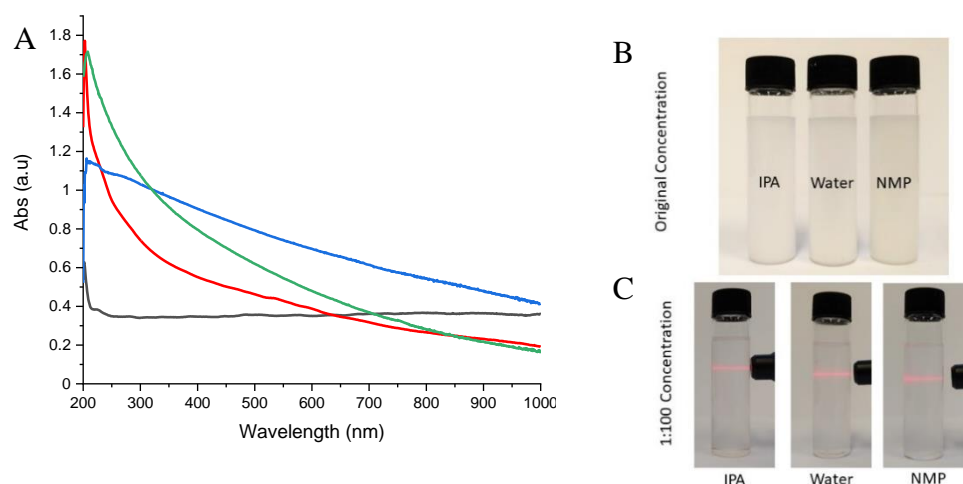 A
Abs (a.u)
1.8
1.6
1.4
1.2
1
0.8
0.6
0.4
0.2
0
200 300 400 500 600 700 800 900 1000
Wavelength (nm)
B
Original Concentration
IPA Water NMP
C
1:100 Concentration
IPA Water NMP